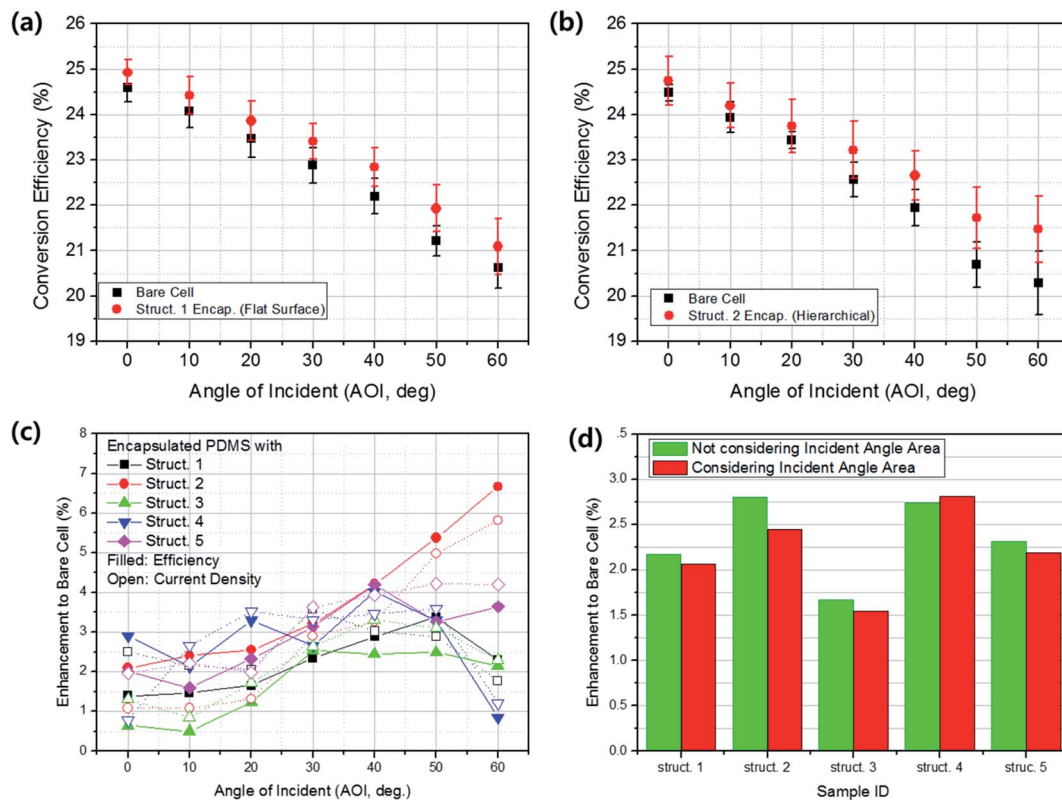 (a)
26
25
24
23
22
21
20
19
Conversion Efficiency (%)
Bare Cell
Struct. 1 Encap. (Flat Surface)
0 10 20 30 40 50 60
Angle of Incident (AOI, deg)
(b)
26
25
24
23
22
21
20
19
Conversion Efficiency (%)
Bare Cell
Struct. 2 Encap. (Hierarchical)
0 10 20 30 40 50 60
Angle of Incident (AOI, deg)
(c)
8
7
6
5
4
3
2
1
0
Enhancement to Bare Cell (%)
Encapsulated PDMS with
Struct. 1
Struct. 2
Struct. 3
Struct. 4
Struct. 5
Filled: Efficiency
Open: Current Density
0 10 20 30 40 50 60
Angle of Incident (AOI, deg.)
(d)
.5
3.0
2.5
2.0
1.5
1.0
0.5
0.0
Enhancement to Bare Cell (%)
Not considering Incident Angle Area
Considering Incident Angle Area
struct. 1 struct. 2 struct. 3 struct. 4 struct. 5
Sample ID